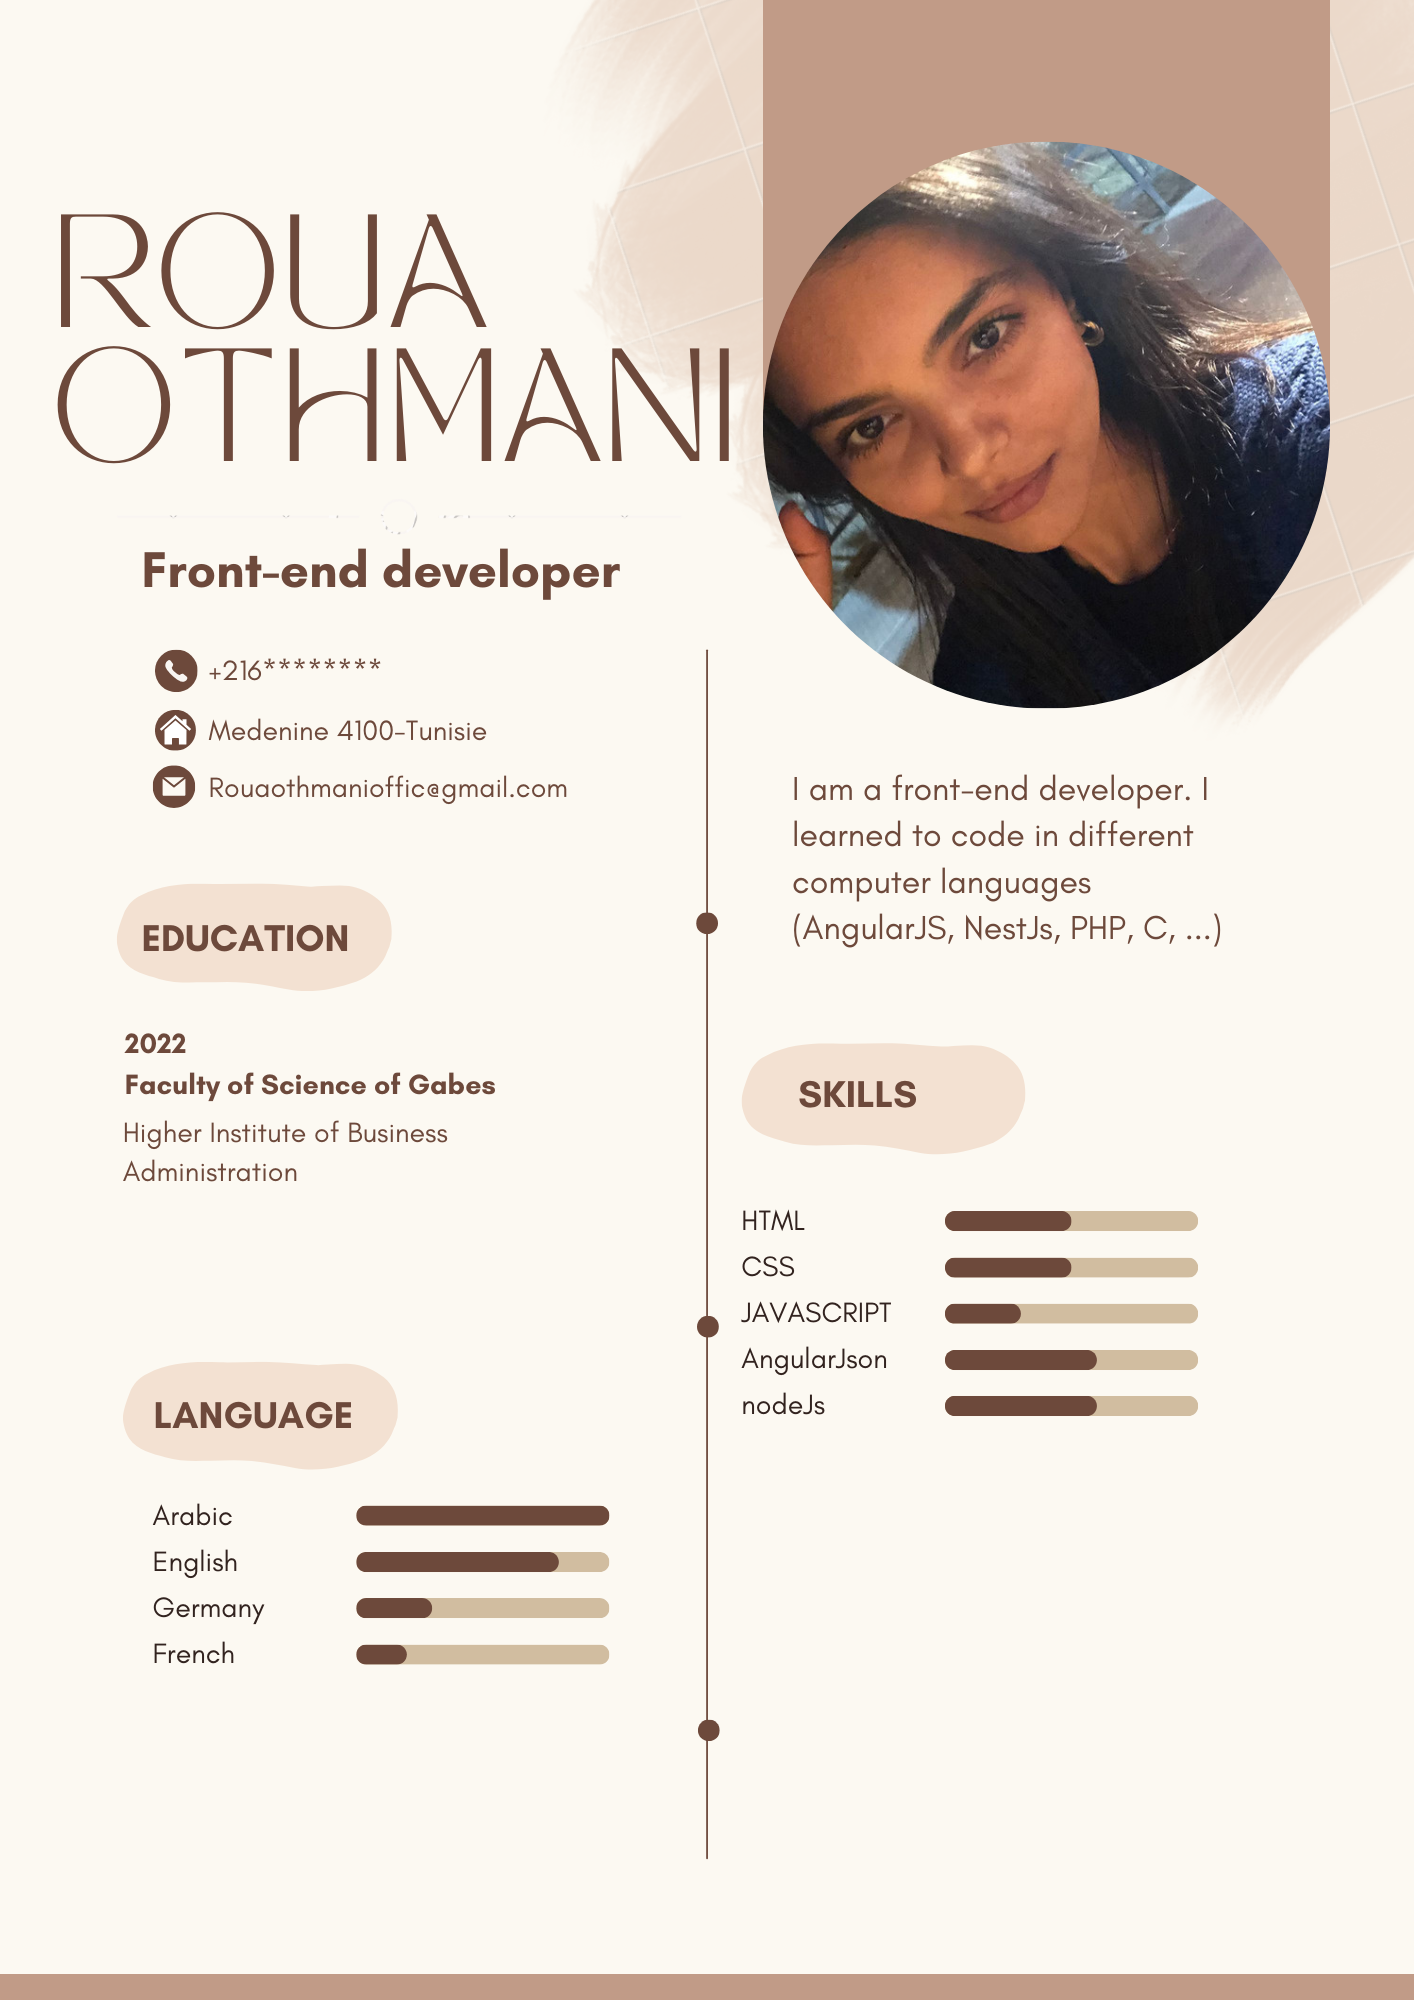 ROUA
OTHMANI
Front-end developer
+216********
Medenine 4100-Tunisie
Rouaothmanioffic@gmail.com
I am a front-end developer. I
learned to code in different
computer languages
(AngularJS, NestJs, PHP, C, ...)
EDUCATION
2022
Faculty of Science of Gabes
Higher Institute of Business
Administration
SKILLS
HTML
CSS
JAVASCRIPT
AngularJson
nodeJs
LANGUAGE
Arabic
English
Germany
French